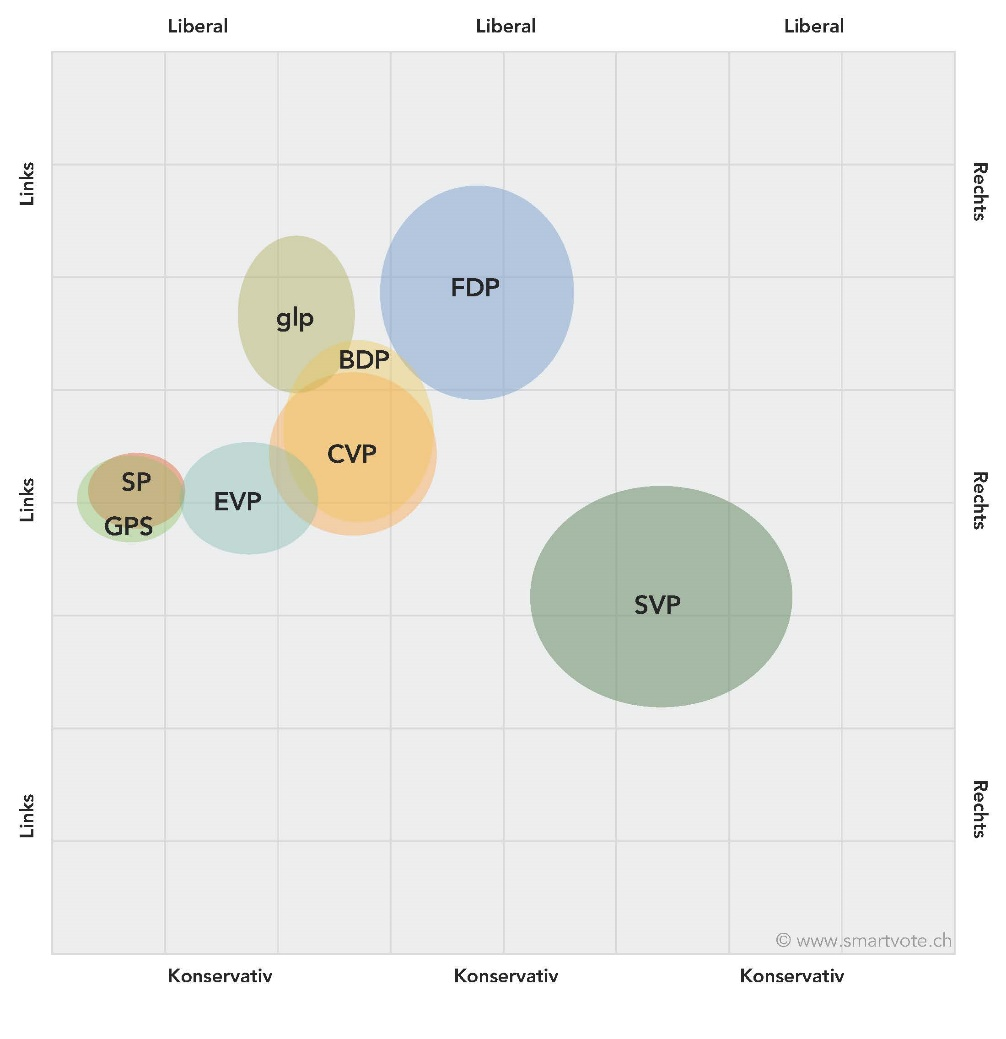 Liberal Liberal Liberal
Links
Rechts
FDP
glp
BDP
CVP
SP
Links
EVP
Rechts
GPS
SVP
Links
Rechts
© www.smartvote.ch
Konservativ Konservativ Konservativ